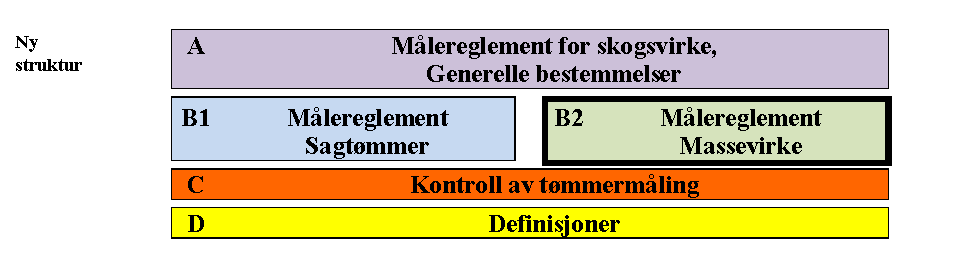 Ny
struktur
A Målereglement for skogsvirke,
Generelle bestemmelser
B1 Målereglement
Sagtømmer
B2 Målereglement
Massevirke
C Kontroll av tømmermåling
D Definisjoner